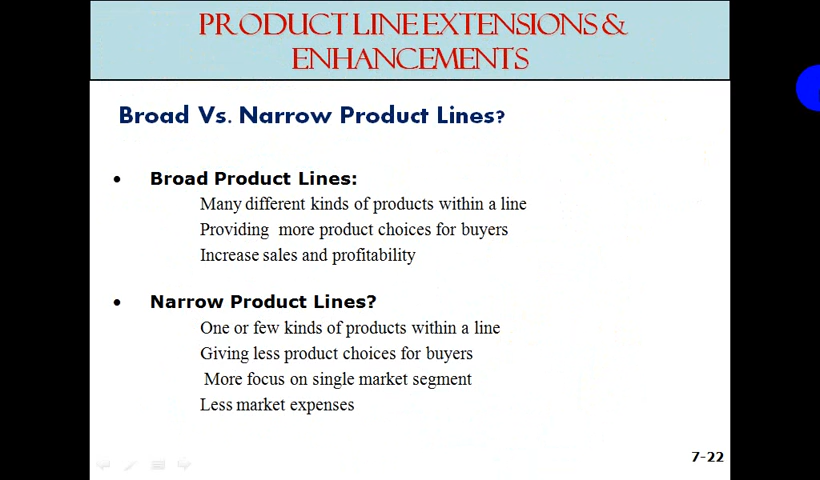 PRODUCT LINE EXTENSIONS &
ENHANCEMENTS
Broad Vs. Narrow Product Lines?
• Broad Product Lines:
Many different kinds of products within a line
Providing more product choices for buyers
Increase sales and profitability
• Narrow Product Lines?
One or few kinds of products within a line
Giving less product choices for buyers
More focus on single market segment
Less market expenses
7-22